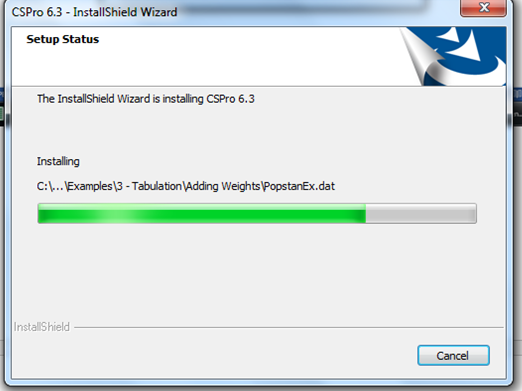 CSPro 6.3 - InstallShield Wizard
Setup Status
The InstallShield Wizard is installing CSPro 6.3
Installing
C:\...\Examples\3 - Tabulation\Adding Weights\PopstanEx.dat
InstallShield
Cancel